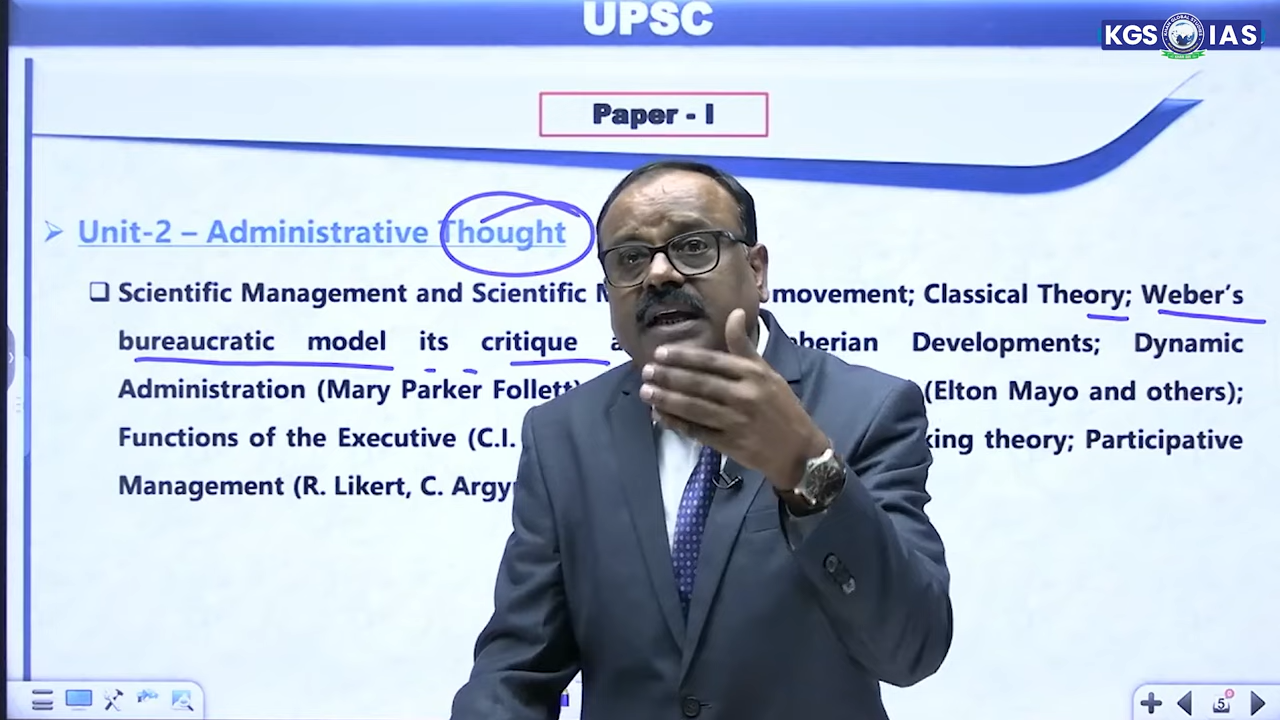 UPSC
KGS IAS
Paper - I
Unit-2 – Administrative Thought
Scientific Management and Scientific movement; Classical Theory; Weber's
bureaucratic model its critique Developments; Dynamic
Administration (Mary Parker Follett) (Elton Mayo and others);
Functions of the Executive (C.I. theory; Participative
Management (R. Likert, C.
5